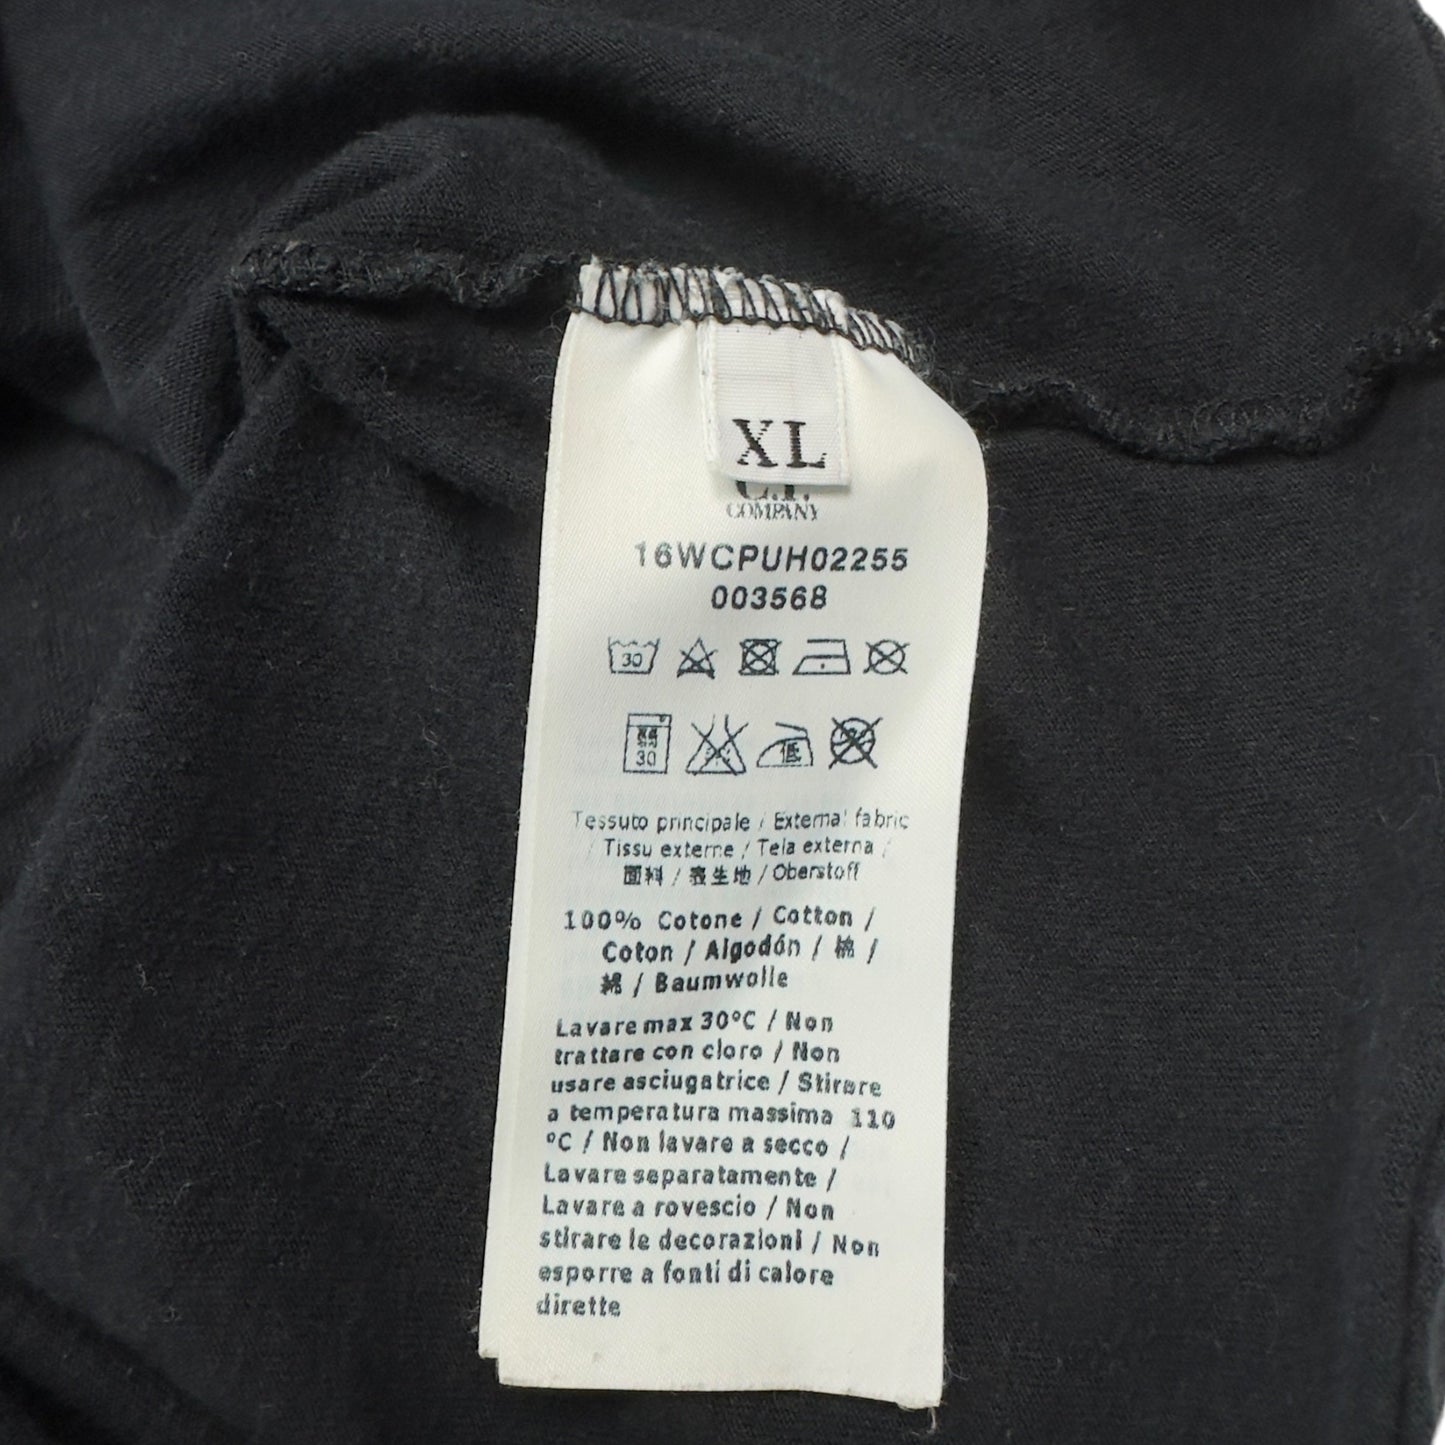 XL
C.P.
COMPANY
16WCPUH02255
003568
30
30
低
Tessuto principale / External fabric
/ Tissu externe / Tela externa /
面料 / 表生地 / Oberstoff
100% Cotone / Cotton /
Coton / Algodón / 棉 /
綿 / Baumwolle
Lavare max 30°C / Non
trattare con cloro / Non
usare asciugatrice / Stirare
a temperatura massima 110
°C / Non lavare a secco /
Lavare separatamente /
Lavare a rovescio / Non
stirare le decorazioni / Non
esporre a fonti di calore
dirette